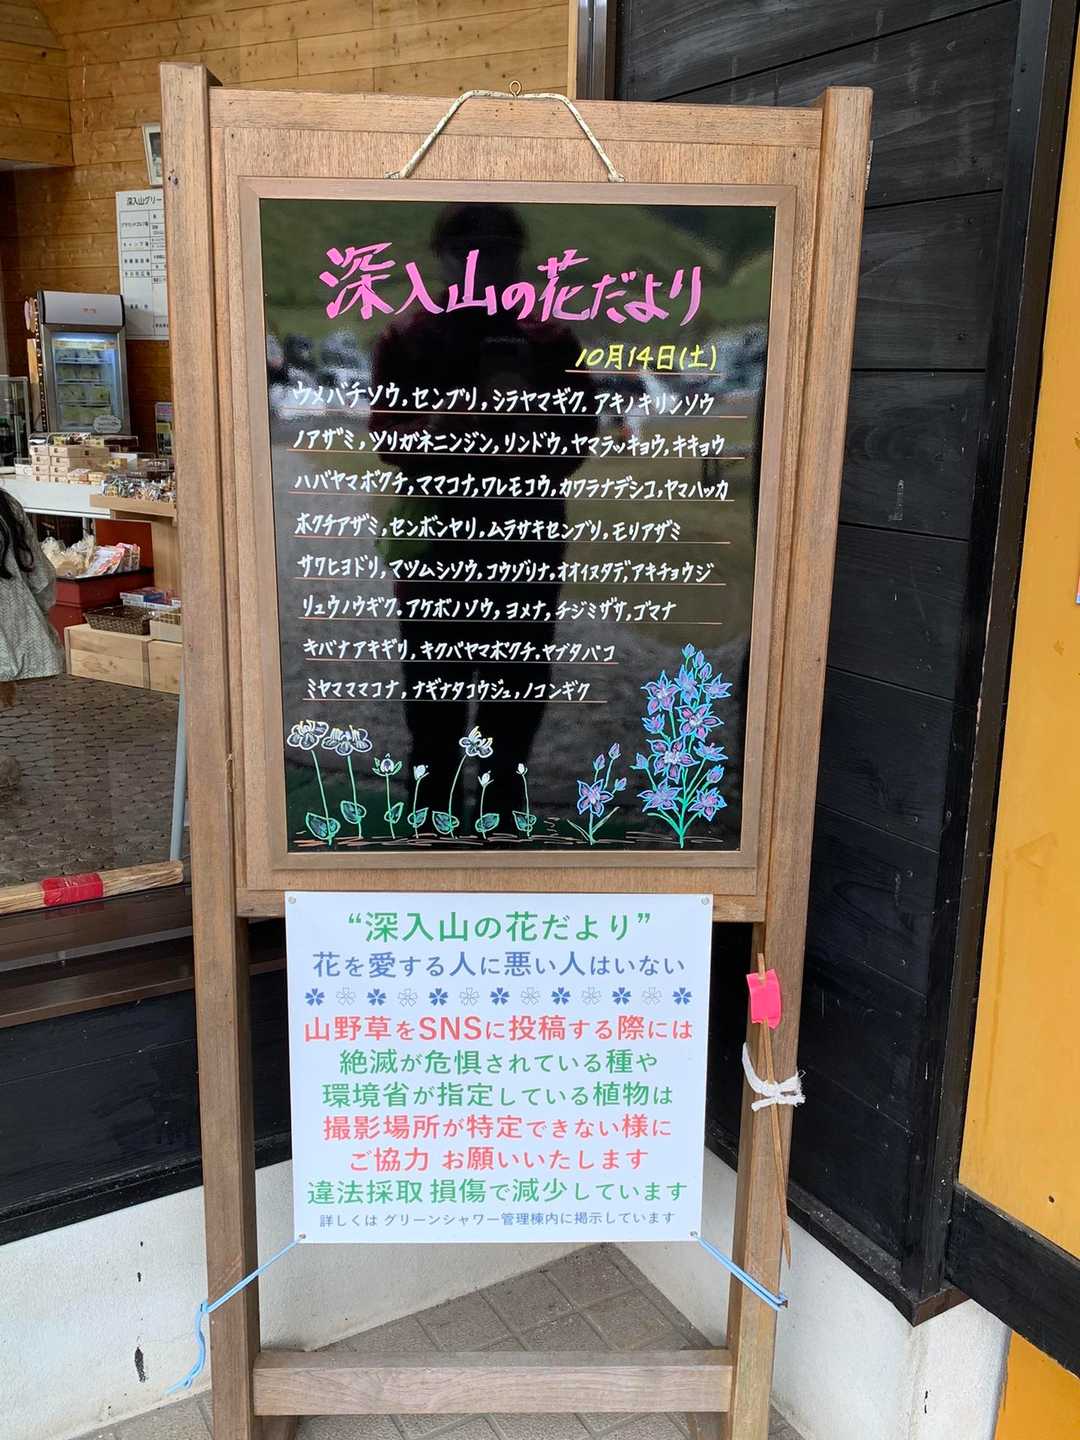 深入山の花だより
10月14日(土)
ウメバチソウ,センブリ,シラヤマギク,アキノキリンソウ
ノアザミ,ツリガネニンジン,リンドウ,ヤマラッキョウ,キキョウ
ハバヤマボクチ,ママコナ,ワレモコウ,カワラナデシコ,ヤマハッカ
ホクチアザミ,センボンヤリ,ムラサキセンブリ,モリアザミ
サワヒヨドリ,マツムシソウ,コウゾリナ,オオイヌタデ,アキチョウジ
リュウノウギク,アケボノソウ,ヨメナ,チヂミザサ,ゴマナ
キバナアキギリ,キクバヤマボクチ,ヤブタバコ
ミヤママママコナ,ナギナタコウジュ,ノコンギク
“深入山の花だより”
花を愛する人に悪い人はいない
山野草をSNSに投稿する際には
絶滅が危惧されている種や
環境省が指定している植物は
撮影場所が特定できない様に
ご協力 お願いいたします
違法採取 損傷で減少しています
詳しくは グリーンシャワー管理棟内に掲示しています
深入山グリー